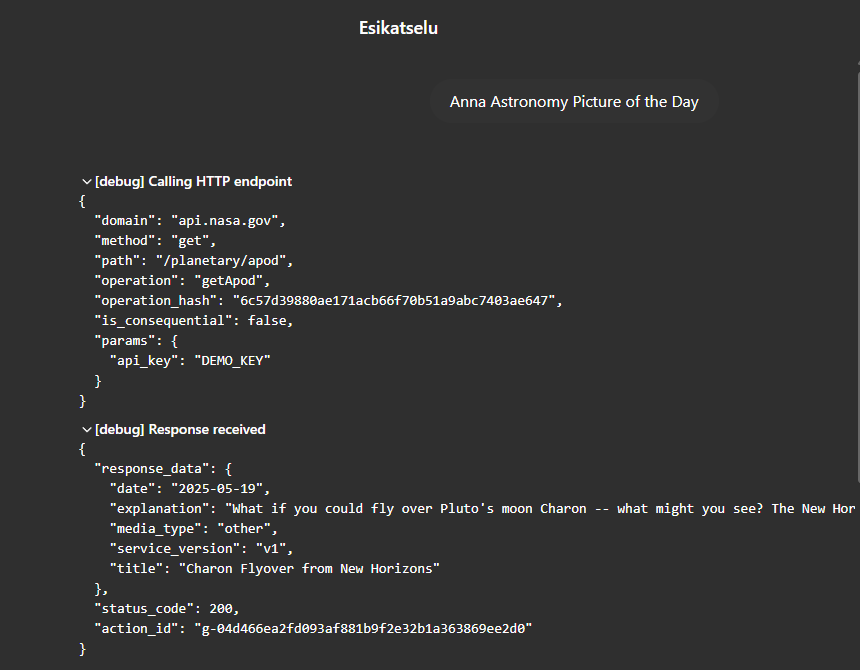 Esikatselu
Anna Astronomy Picture of the Day
[debug] Calling HTTP endpoint
{
"domain": "api.nasa.gov",
"method": "get",
"path": "/planetary/apod",
"operation": "getApod",
"operation_hash": "6c57d39880ae171acb66f70b51a9abc7403ae647",
"is_consequential": false,
"params": {
"api_key": "DEMO_KEY"
}
}
[debug] Response received
{
"response_data": {
"date": "2025-05-19",
"explanation": "What if you could fly over Pluto's moon Charon -- what might you see? The New Hor
"media_type": "other",
"service_version": "v1",
"title": "Charon Flyover from New Horizons"
},
"status_code": 200,
"action_id": "g-04d466ea2fd093af881b9f2e32b1a363869ee2d0"
}